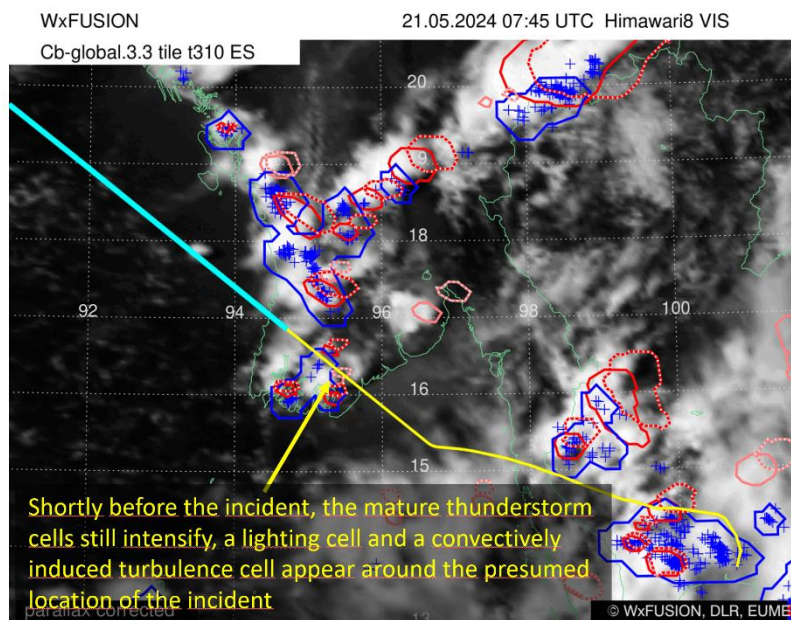 WxFUSION 21.05.2024 07:45 UTC Himawari8 VIS
Cb-global.3.3 tile t310 ES
20
19
18
92 94 17 96 98 100
16
15
Shortly before the incident, the mature thunderstorm
cells still intensify, a lighting cell and a convectively
induced turbulence cell appear around the presumed
location of the incident
13
parallax corrected
© WxFUSION, DLR, EUME